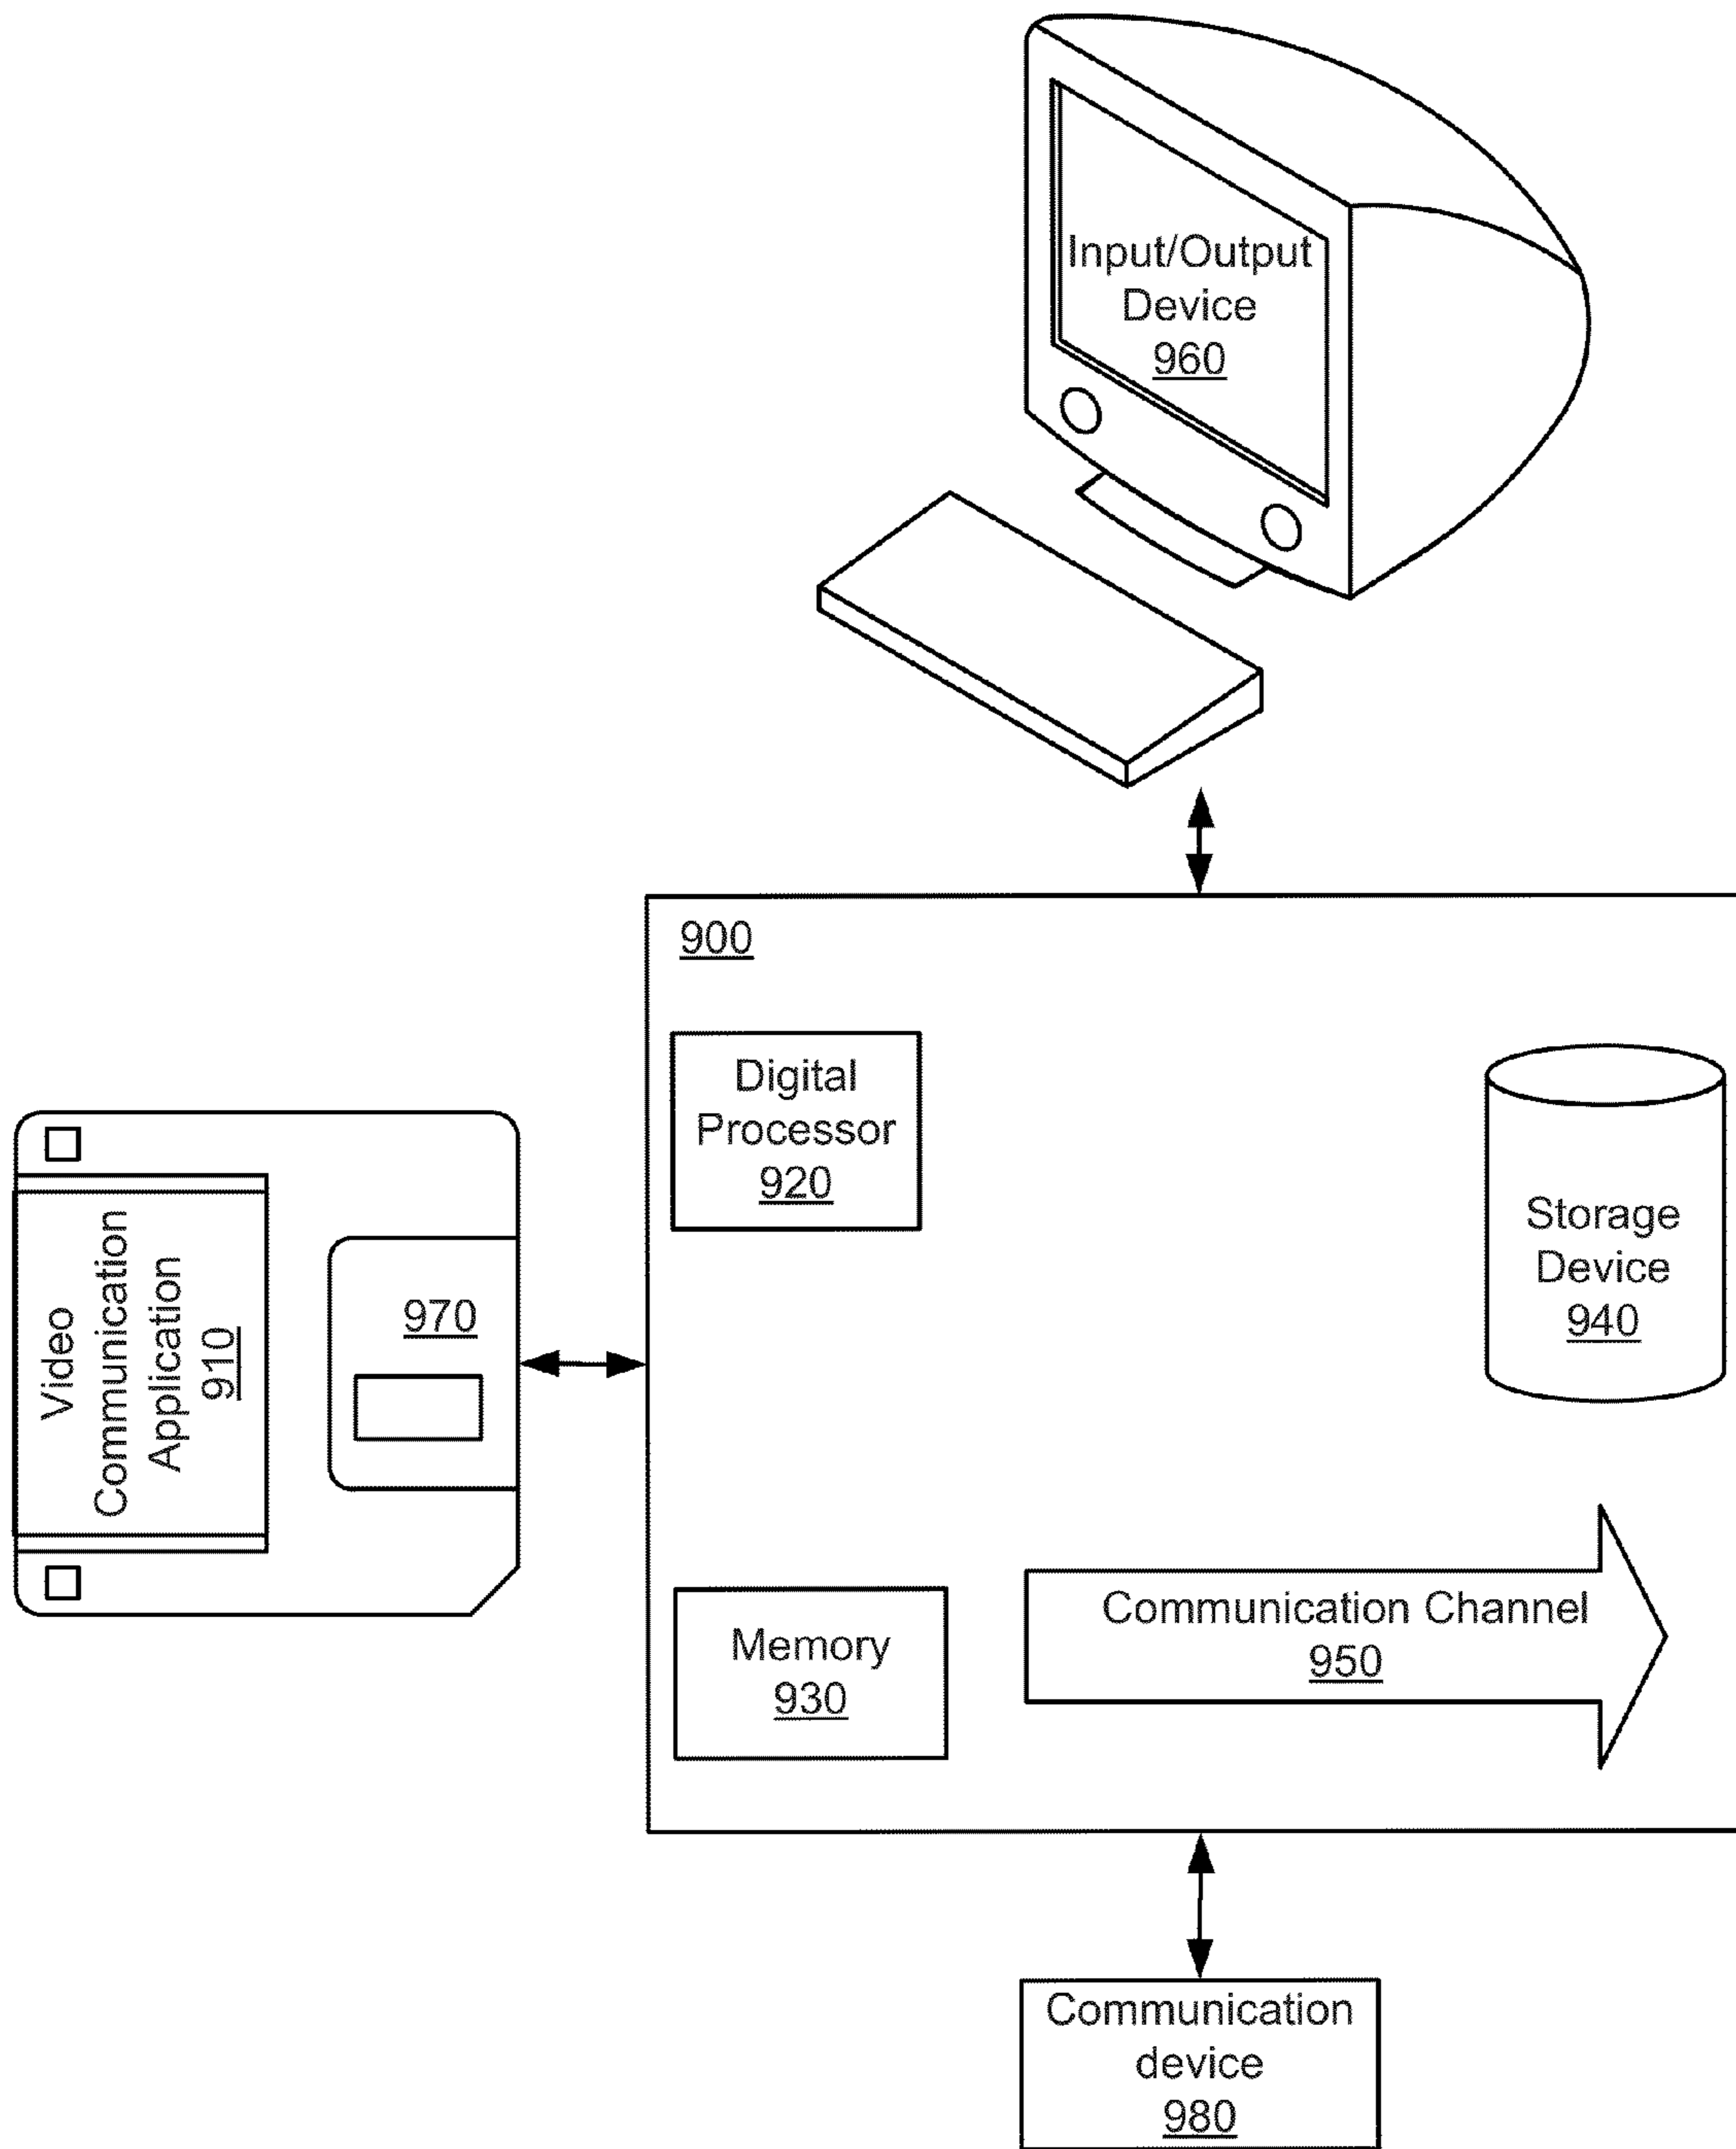 Input/Output
Device
960
900
Digital
Processor
920
Storage
Device
940
Video
Communication
Application
910
970
Memory
930
Communication Channel
950
Communication
device
980